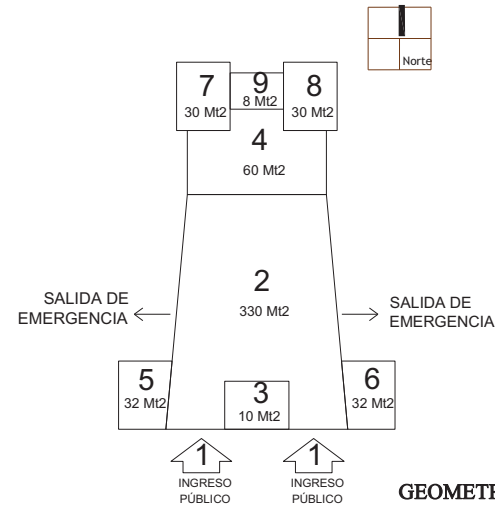 Norte
7
30 Mt2
9
8 Mt2
8
30 Mt2
4
60 Mt2
2
330 Mt2
SALIDA DE
EMERGENCIA
SALIDA DE
EMERGENCIA
5
32 Mt2
3
10 Mt2
6
32 Mt2
1
INGRESO
PÚBLICO
1
INGRESO
PÚBLICO